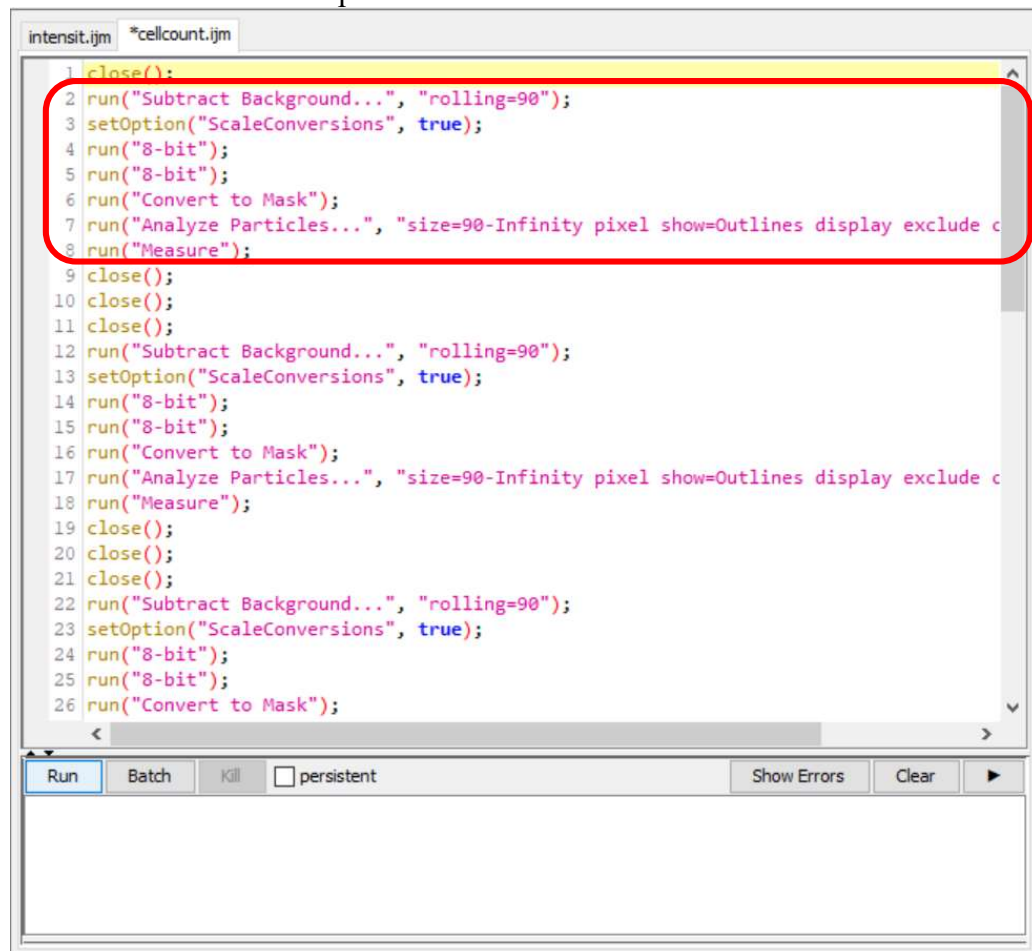 intensit.ijm *cellcount.ijm
1 close();
2 run("Subtract Background...", "rolling=90");
3 setOption("ScaleConversions", true);
4 run("8-bit");
5 run("8-bit");
6 run("Convert to Mask");
7 run("Analyze Particles...", "size=90-Infinity pixel show=Outlines display exclude c
8 run("Measure");
9 close();
10 close();
11 close();
12 run("Subtract Background...", "rolling=90");
13 setOption("ScaleConversions", true);
14 run("8-bit");
15 run("8-bit");
16 run("Convert to Mask");
17 run("Analyze Particles...", "size=90-Infinity pixel show=Outlines display exclude c
18 run("Measure");
19 close();
20 close();
21 close();
22 run("Subtract Background...", "rolling=90");
23 setOption("ScaleConversions", true);
24 run("8-bit");
25 run("8-bit");
26 run("Convert to Mask");
Run Batch Kill persistent Show Errors Clear